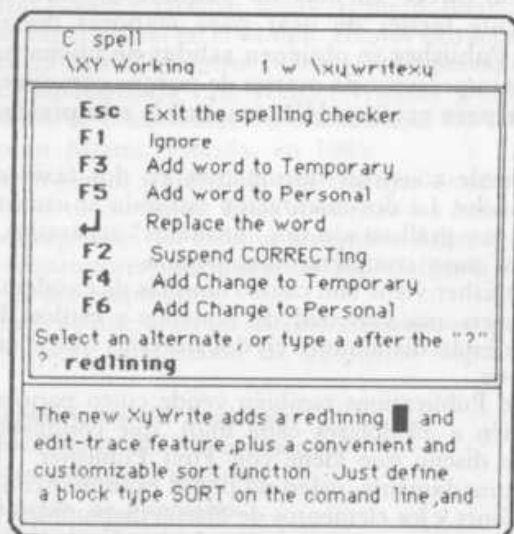 C spell
\XY Working i w \xywritexy
Esc Exit the spelling checker
F1 Ignore
F3 Add word to Temporary
F5 Add word to Personal
↵ Replace the word
F2 Suspend CORRECTing
F4 Add Change to Temporary
F6 Add Change to Personal
Select an alternate, or type a after the "?"
? redlining
The new XyWrite adds a redlining █ and
edit-trace feature,plus a convenient and
customizable sort function Just define
a block type SORT on the comand line,and